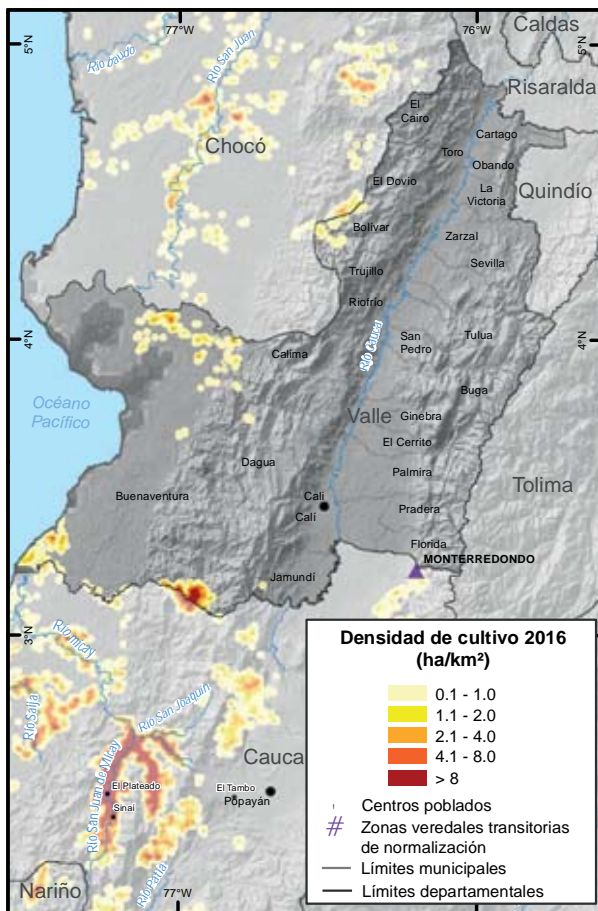 77°W
76°W
5°N
5°N
Caldas
Río Baudo
Río San Juan
Risaralda
El
Cairo
Cartago
Chocó
Toro
Obando
El Dovio
La
Victoria
Quindío
Bolívar
Zarzal
Sevilla
Trujillo
Riofrío
4°N
4°N
Calima
Río Cauca
San
Pedro
Tulua
Buga
Océano
Pacífico
Valle
Ginebra
El Cerrito
Dagua
Palmira
Tolima
Buenaventura
Cali
Calí
Pradera
Florida
MONTERREDONDO
Jamundí
3°N
Río micay
Río Saija
Río San Joaquin
Cauca
Río San Juan de Micay
El Plateado
Sinaí
El Tambo
Popayán
Río Patía
Nariño
77°W
Densidad de cultivo 2016
(ha/km²)
0.1 - 1.0
1.1 - 2.0
2.1 - 4.0
4.1 - 8.0
> 8
Centros poblados
# Zonas veredales transitorias
de normalización
Límites municipales
Límites departamentales